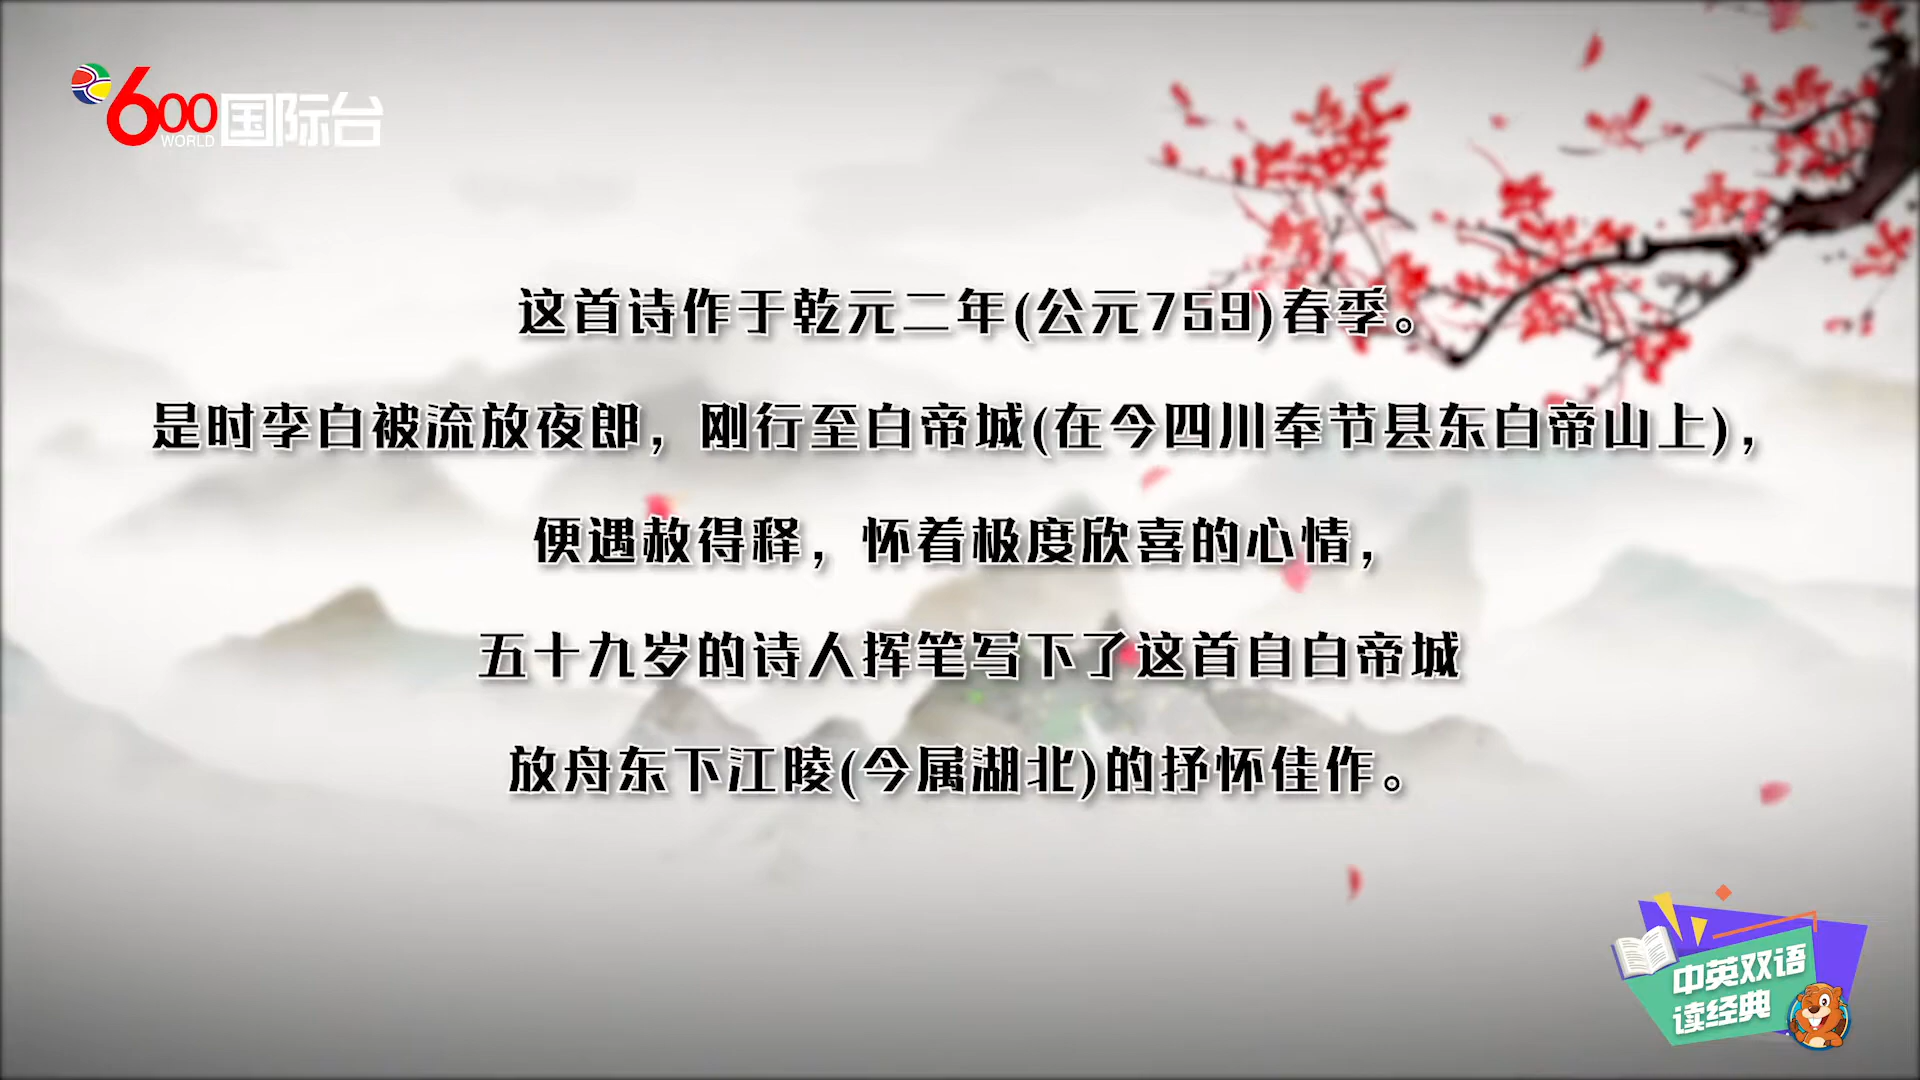 600国际台
WORLD
这首诗作于乾元二年(公元759)春季。
是时李白被流放夜郎，刚行至白帝城(在今四川奉节县东白帝山上)，
便遇赦得释，怀着极度欣喜的心情，
五十九岁的诗人挥笔写下了这首自白帝城
放舟东下江陵(今属湖北)的抒怀佳作。
中英双语
读经典